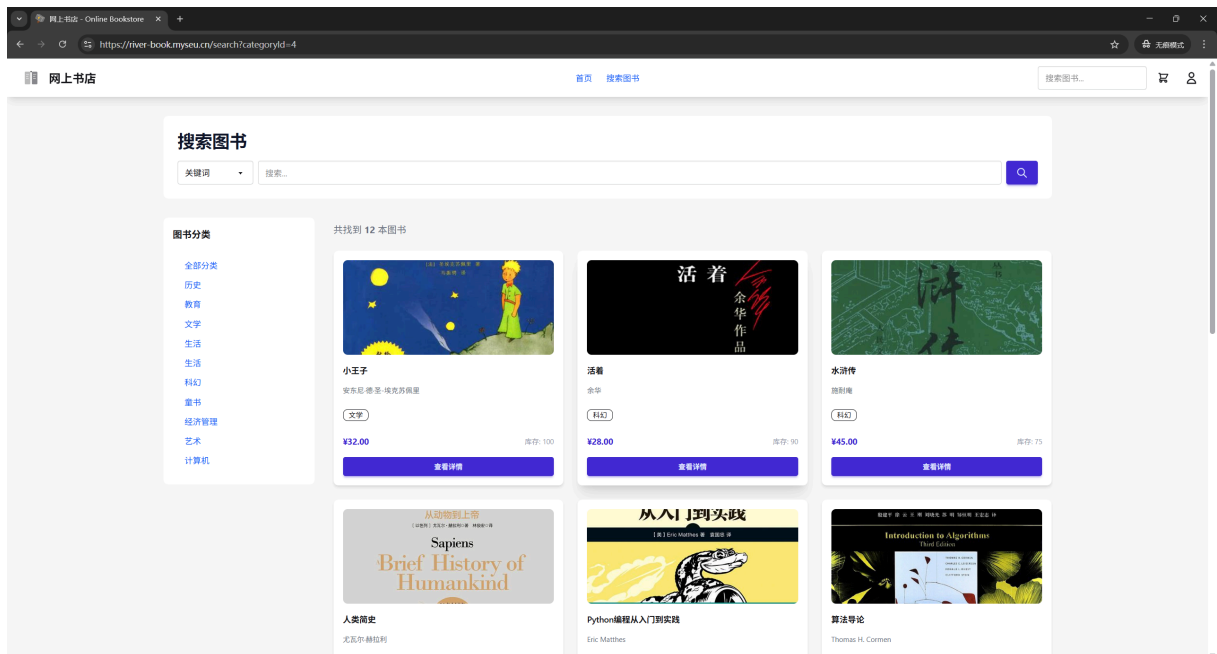 网上书店 - Online Bookstore
https://river-book.myseu.cn/search?categoryId=4
无痕模式
网上书店
首页
搜索图书
搜索图书...
搜索图书
关键词
搜索...
图书分类
全部分类
历史
教育
文学
生活
生活
科幻
童书
经济管理
艺术
计算机
共找到 12 本图书
小王子
安东尼·德·圣-埃克苏佩里
文学
¥32.00
库存: 100
查看详情
活着
余华作品
活着
余华
科幻
¥28.00
库存: 90
查看详情
水浒传
施耐庵
科幻
¥45.00
库存: 75
查看详情
从动物到上帝
Sapiens
Brief History of
Humankind
人类简史
尤瓦尔·赫拉利
从入门到实践
[美] Eric Matthes 著 袁国忠 译
Python编程从入门到实践
Eric Matthes
Introduction to Algorithms
Third Edition
算法导论
Thomas H. Cormen